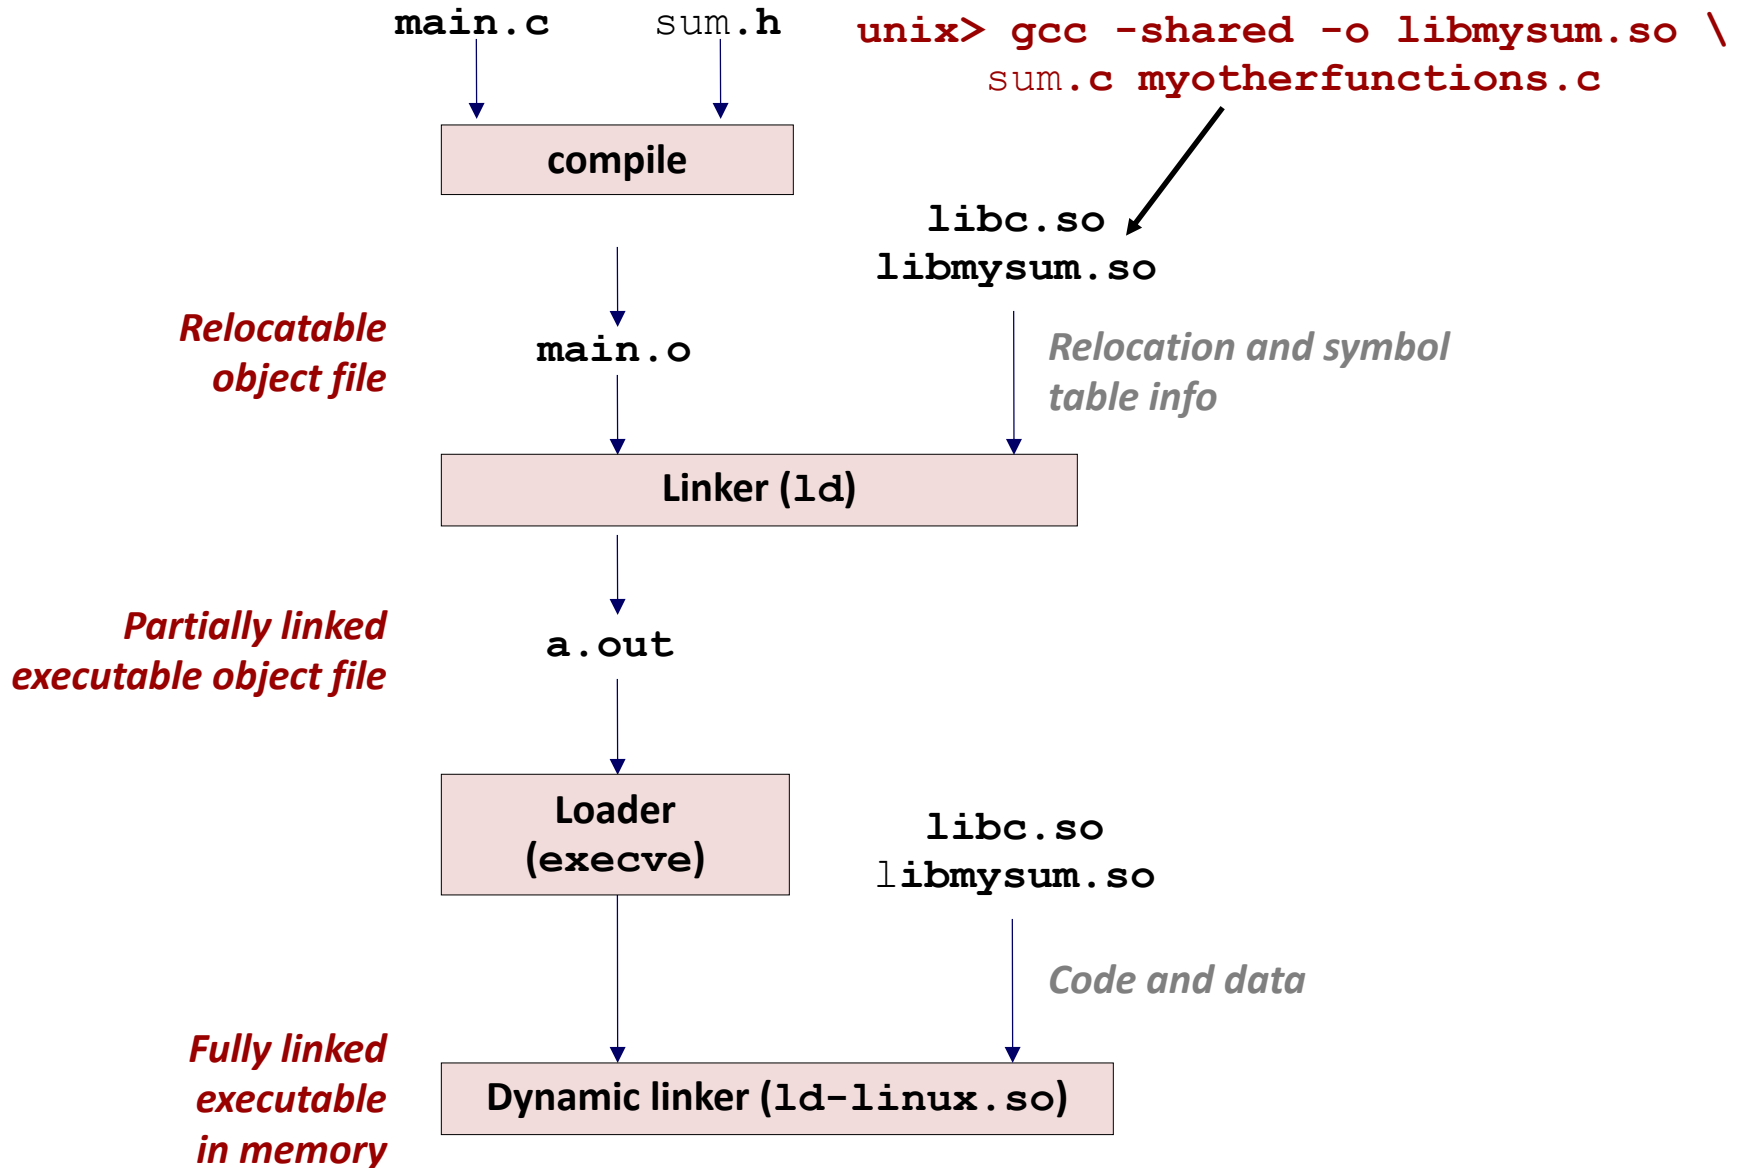 main.c sum.h unix> gcc -shared -o libmysum.so \
sum.c myotherfunctions.c
compile
libc.so
libmysum.so
Relocatable
object file
main.o
Relocation and symbol
table info
Linker (ld)
Partially linked
executable object file
a.out
Loader
(execve)
libc.so
libmysum.so
Code and data
Fully linked
executable
in memory
Dynamic linker (ld-linux.so)